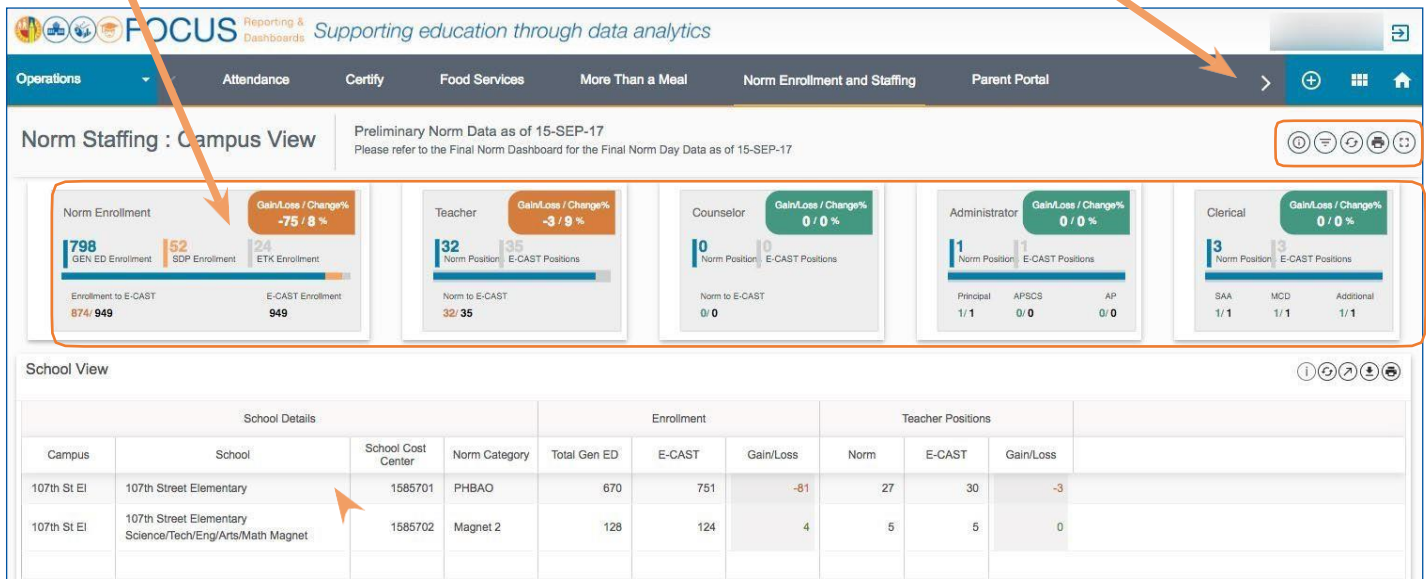 FOCUS Reporting & Dashboards Supporting education through data analytics
Operations Attendance Certify Food Services More Than a Meal Norm Enrollment and Staffing Parent Portal
Norm Staffing : Campus View
Preliminary Norm Data as of 15-SEP-17
Please refer to the Final Norm Dashboard for the Final Norm Day Data as of 15-SEP-17
Norm Enrollment
Gain/Loss / Change%
-75 / 8 %
798 52 24
GEN ED Enrollment SDP Enrollment ETK Enrollment
Enrollment to E-CAST E-CAST Enrollment
874/ 949 949
Teacher
Gain/Loss / Change%
-3 / 9 %
32 35
Norm Position E-CAST Positions
Norm to E-CAST
32/ 35
Counselor
Gain/Loss / Change%
0 / 0 %
0 0
Norm Position E-CAST Positions
Norm to E-CAST
0/ 0
Administrator
Gain/Loss / Change%
0 / 0 %
1 1
Norm Position E-CAST Positions
Principal APSCS AP
1/ 1 0/ 0 0/ 0
Clerical
Gain/Loss / Change%
0 / 0 %
3 3
Norm Position E-CAST Positions
SAA MCD Additional
1/ 1 1/ 1 1/ 1
School View
School Details Enrollment Teacher Positions
Campus School School Cost Center Norm Category Total Gen ED E-CAST Gain/Loss Norm E-CAST Gain/Loss
107th St El 107th Street Elementary 1585701 PHBAO 670 751 -81 27 30 -3
107th St El 107th Street Elementary Science/Tech/Eng/Arts/Math Magnet 1585702 Magnet 2 128 124 4 5 5 0